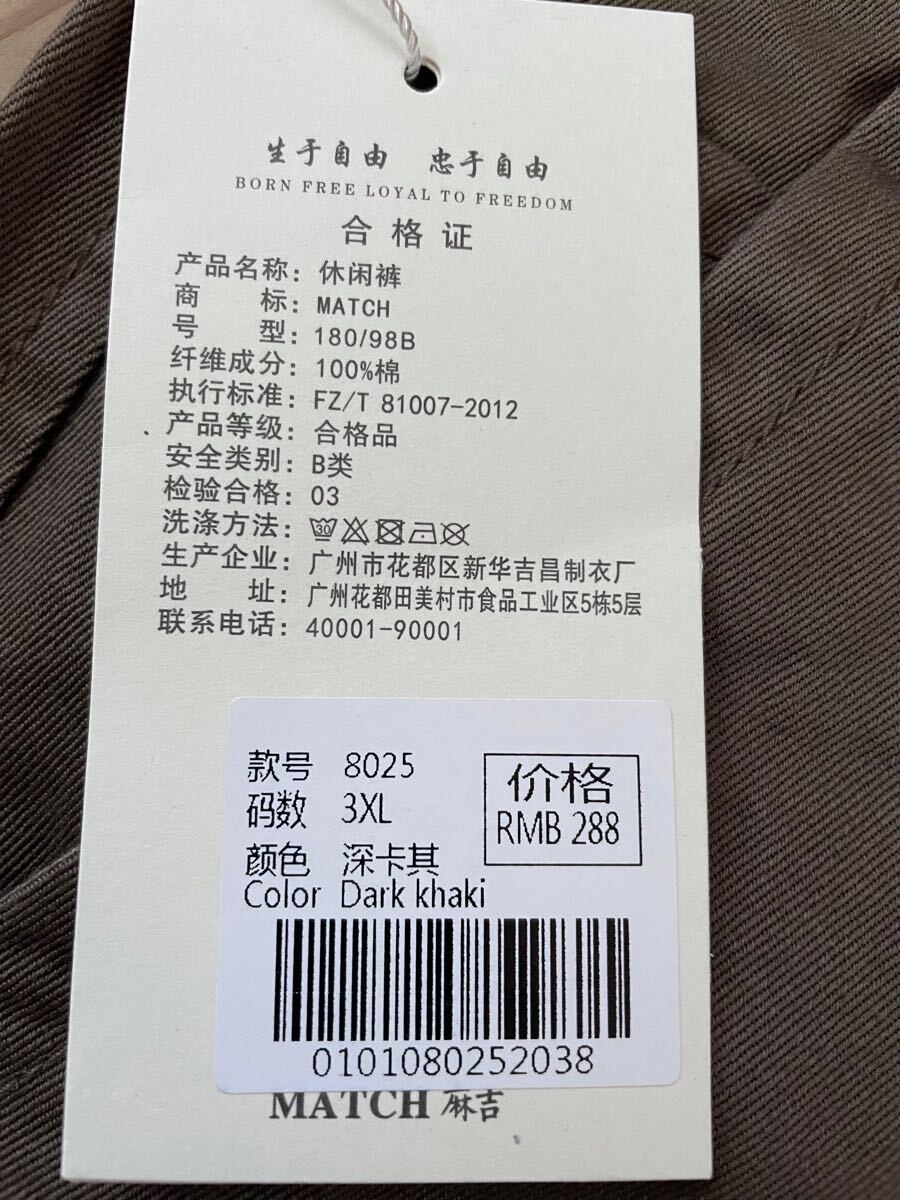 生于自由 忠于自由
BORN FREE LOYAL TO FREEDOM
合格证
产品名称: 休闲裤
商 标: MATCH
号 型: 180/98B
纤维成分: 100%棉
执行标准: FZ/T 81007-2012
产品等级: 合格品
安全类别: B类
检验合格: 03
洗涤方法: 30
生产企业: 广州市花都区新华吉昌制衣厂
地 址: 广州花都田美村市食品工业区5栋5层
联系电话: 40001-90001
款号 8025
码数 3XL
价格
RMB 288
颜色 深卡其
Color Dark khaki
0101080252038
MATCH 麻吉